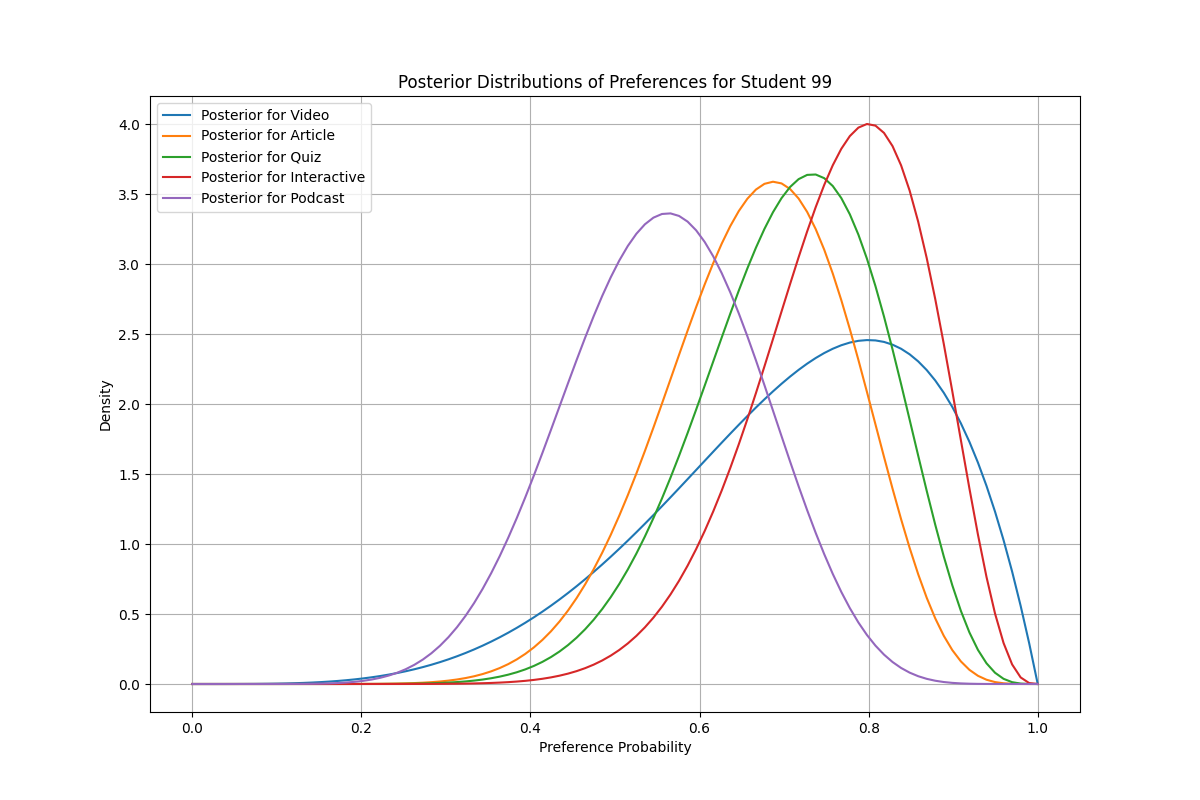 Posterior Distributions of Preferences for Student 99
Posterior for Video
Posterior for Article
Posterior for Quiz
Posterior for Interactive
Posterior for Podcast
4.0
3.5
3.0
2.5
2.0
1.5
1.0
0.5
0.0
Density
0.0 0.2 0.4 0.6 0.8 1.0
Preference Probability